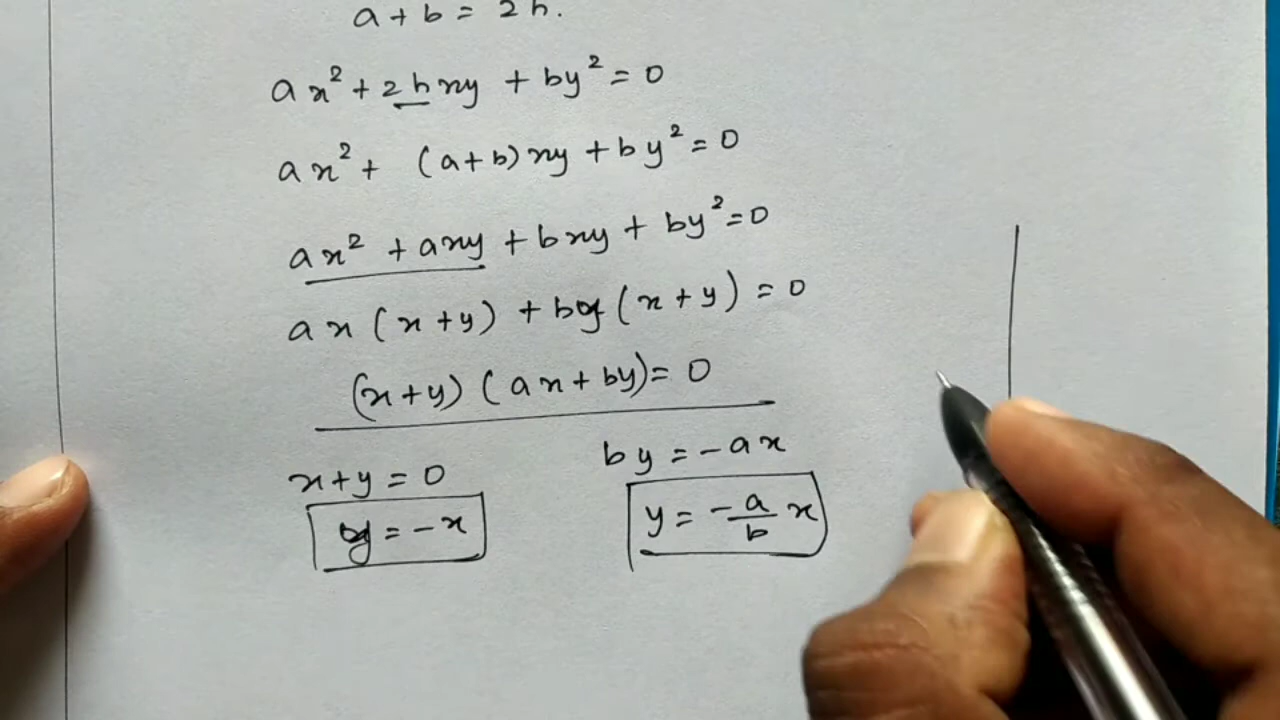 a + b = 2h.
ax² + 2hxy + by² = 0
ax² + (a+b)xy + by² = 0
ax² + axy + bxy + by² = 0
ax(x+y) + by(x+y) = 0
(x+y)(ax+by) = 0
x+y = 0
y = -x
by = -ax
y = -a/b x